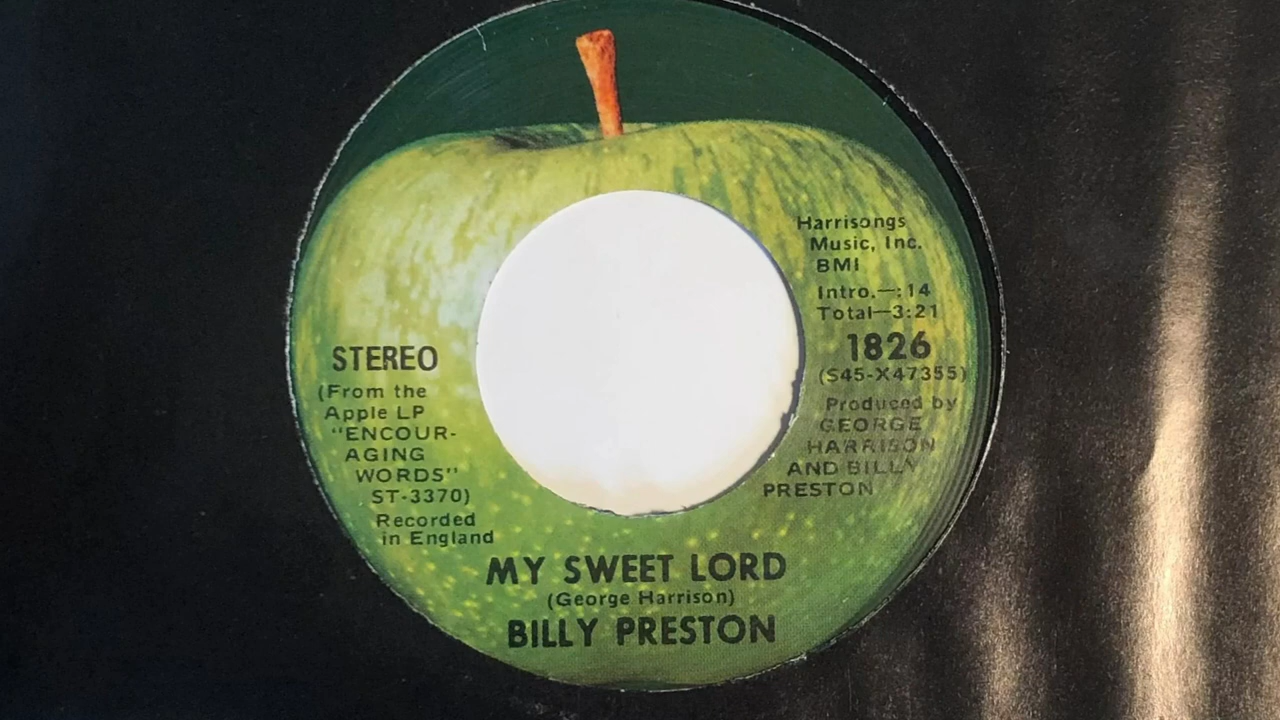 Harrisongs
Music, Inc.
BMI
Intro.—:14
Total—3:21
1826
(S45-X47355)
Produced by
GEORGE
HARRISON
AND BILLY
PRESTON
STEREO
(From the
Apple LP
"ENCOUR-
AGING
WORDS"
ST-3370)
Recorded
in England
MY SWEET LORD
(George Harrison)
BILLY PRESTON